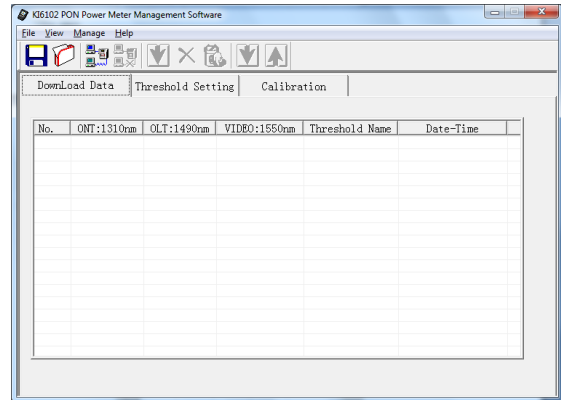 KI6102 PON Power Meter Management Software
File View Manage Help
DownLoad Data Threshold Setting Calibration
No. ONT:1310nm OLT:1490nm VIDEO:1550nm Threshold Name Date-Time